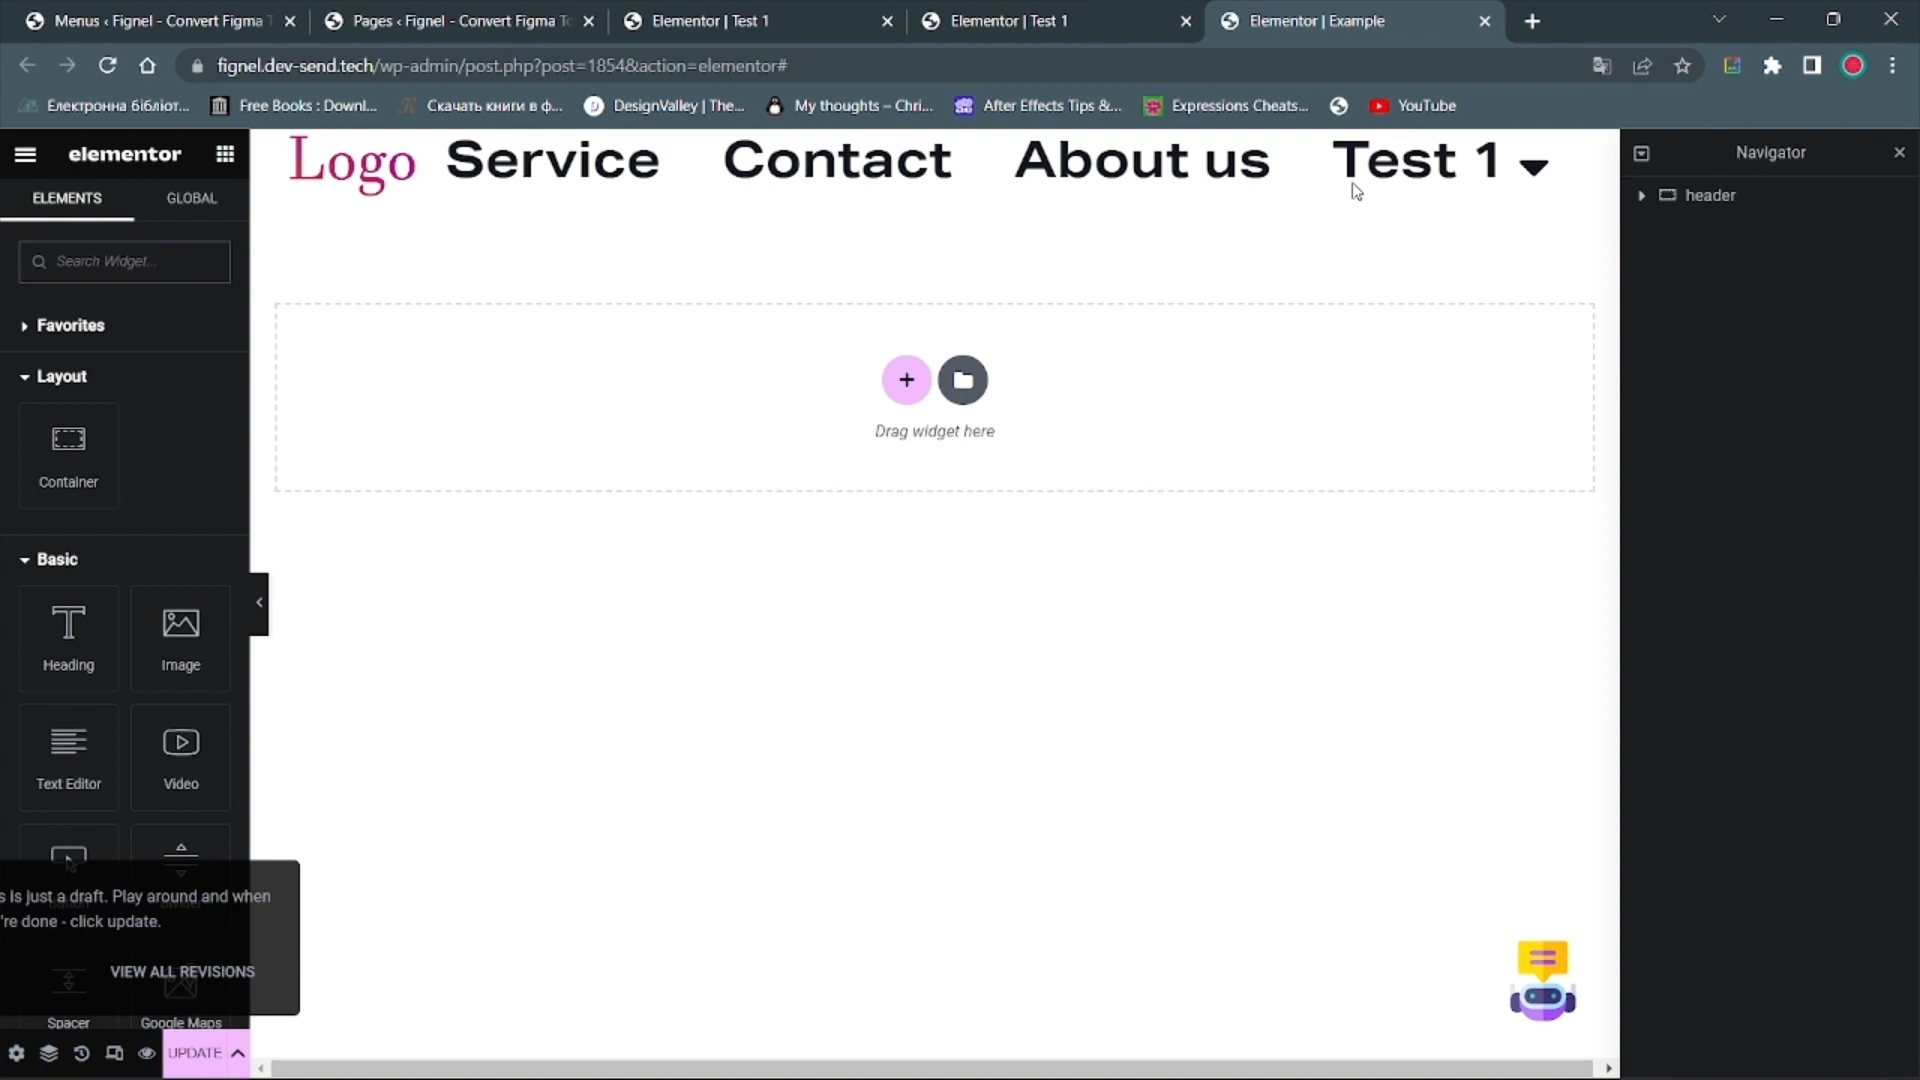 Menus ‹ Fignel - Convert Figma T
Pages ‹ Fignel - Convert Figma To
Elementor | Test 1
Elementor | Test 1
Elementor | Example
fignel.dev-send.tech/wp-admin/post.php?post=1854&action=elementor#
Електронна бібліот...
Free Books : Downl...
Скачать книги в ф...
DesignValley | The...
My thoughts – Chri...
After Effects Tips &...
Expressions Cheats...
YouTube
elementor
ELEMENTS
GLOBAL
Search Widget...
Favorites
Layout
Container
Basic
Heading
Image
Text Editor
Video
s is just a draft. Play around and when
're done - click update.
VIEW ALL REVISIONS
Spacer
Google Maps
UPDATE
Logo
Service
Contact
About us
Test 1
Drag widget here
Navigator
header